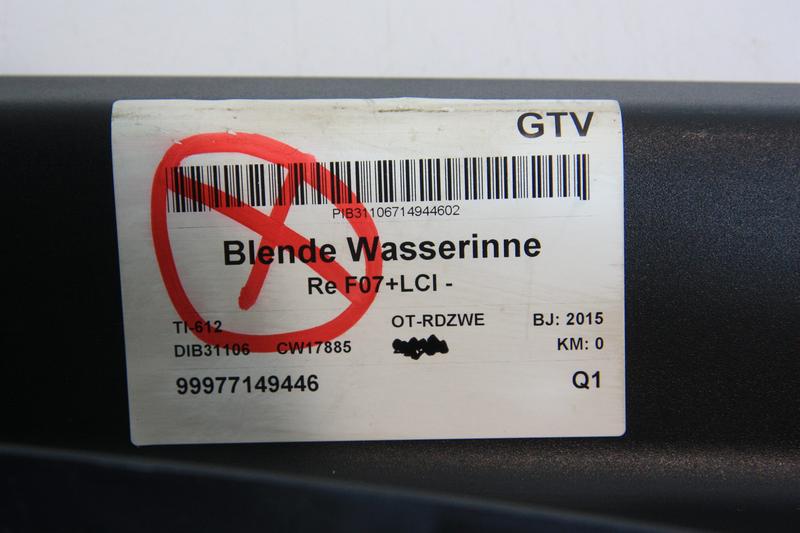 GTV
PIB31106714944602
Blende Wasserinne
Re F07+LCI -
TI-612 OT-RDZWE BJ: 2015
DIB31106 CW17885 KM: 0
99977149446 Q1